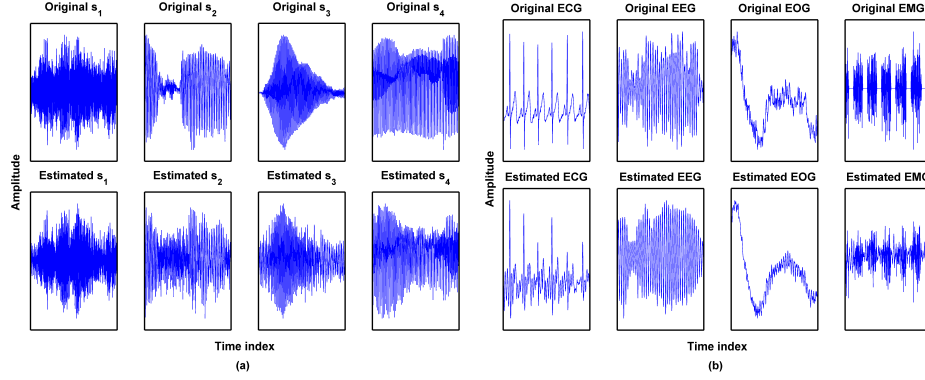 Original s1
Original s2
Original s3
Original s4
Estimated s1
Estimated s2
Estimated s3
Estimated s4
Amplitude
Time index
(a)
Original ECG
Original EEG
Original EOG
Original EMG
Estimated ECG
Estimated EEG
Estimated EOG
Estimated EMG
Amplitude
Time index
(b)